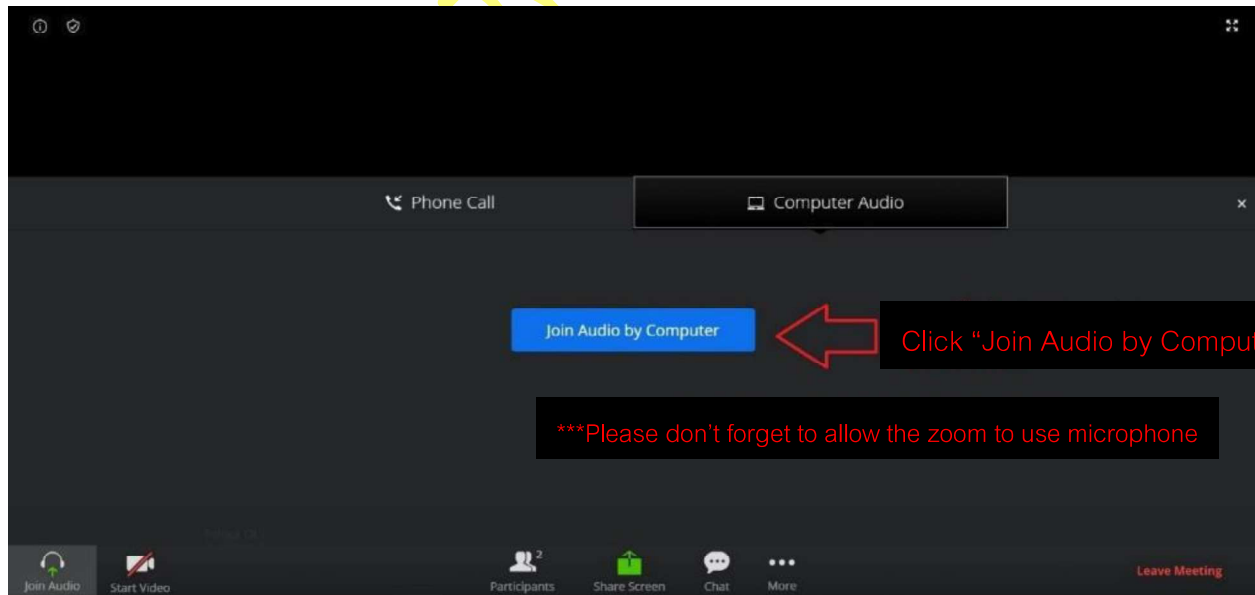 Phone Call
Computer Audio
Join Audio by Computer
Click “Join Audio by Comput
***Please don’t forget to allow the zoom to use microphone
Join Audio
Start Video
Participants
2
Share Screen
Chat
More
Leave Meeting